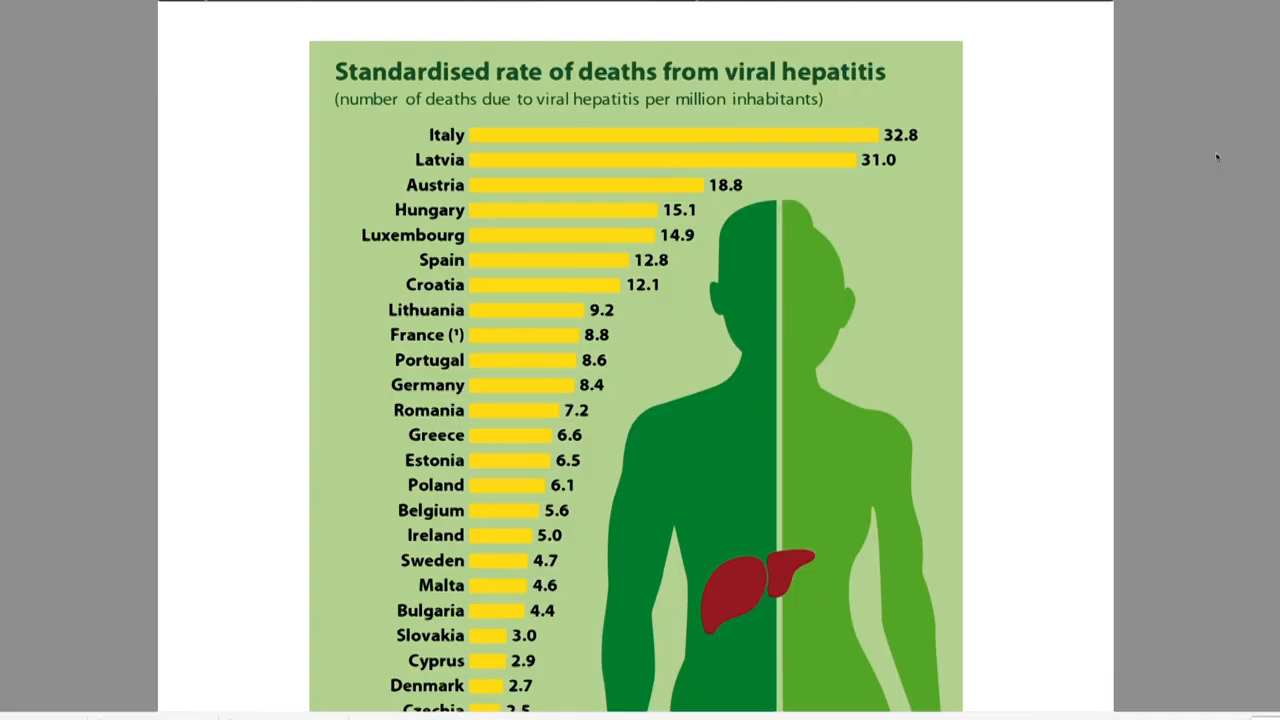 Standardised rate of deaths from viral hepatitis
(number of deaths due to viral hepatitis per million inhabitants)
Italy 32.8
Latvia 31.0
Austria 18.8
Hungary 15.1
Luxembourg 14.9
Spain 12.8
Croatia 12.1
Lithuania 9.2
France (¹) 8.8
Portugal 8.6
Germany 8.4
Romania 7.2
Greece 6.6
Estonia 6.5
Poland 6.1
Belgium 5.6
Ireland 5.0
Sweden 4.7
Malta 4.6
Bulgaria 4.4
Slovakia 3.0
Cyprus 2.9
Denmark 2.7
Czechia 2.5